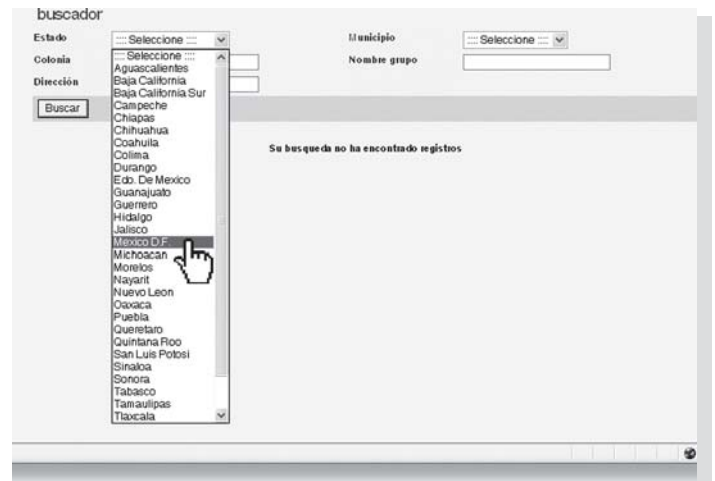 buscador
Estado :::: Seleccione :::: Municipio :::: Seleccione ::::
Colonia Nombre grupo
Dirección
Buscar
:::: Seleccione ::::
Aguascalientes
Baja California
Baja California Sur
Campeche
Chiapas
Chihuahua
Coahuila
Colima
Durango
Edo. De Mexico
Guanajuato
Guerrero
Hidalgo
Jalisco
Mexico D.F.
Michoacan
Morelos
Nayarit
Nuevo Leon
Oaxaca
Puebla
Queretaro
Quintana Roo
San Luis Potosi
Sinaloa
Sonora
Tabasco
Tamaulipas
Tlaxcala
Su busqueda no ha encontrado registros